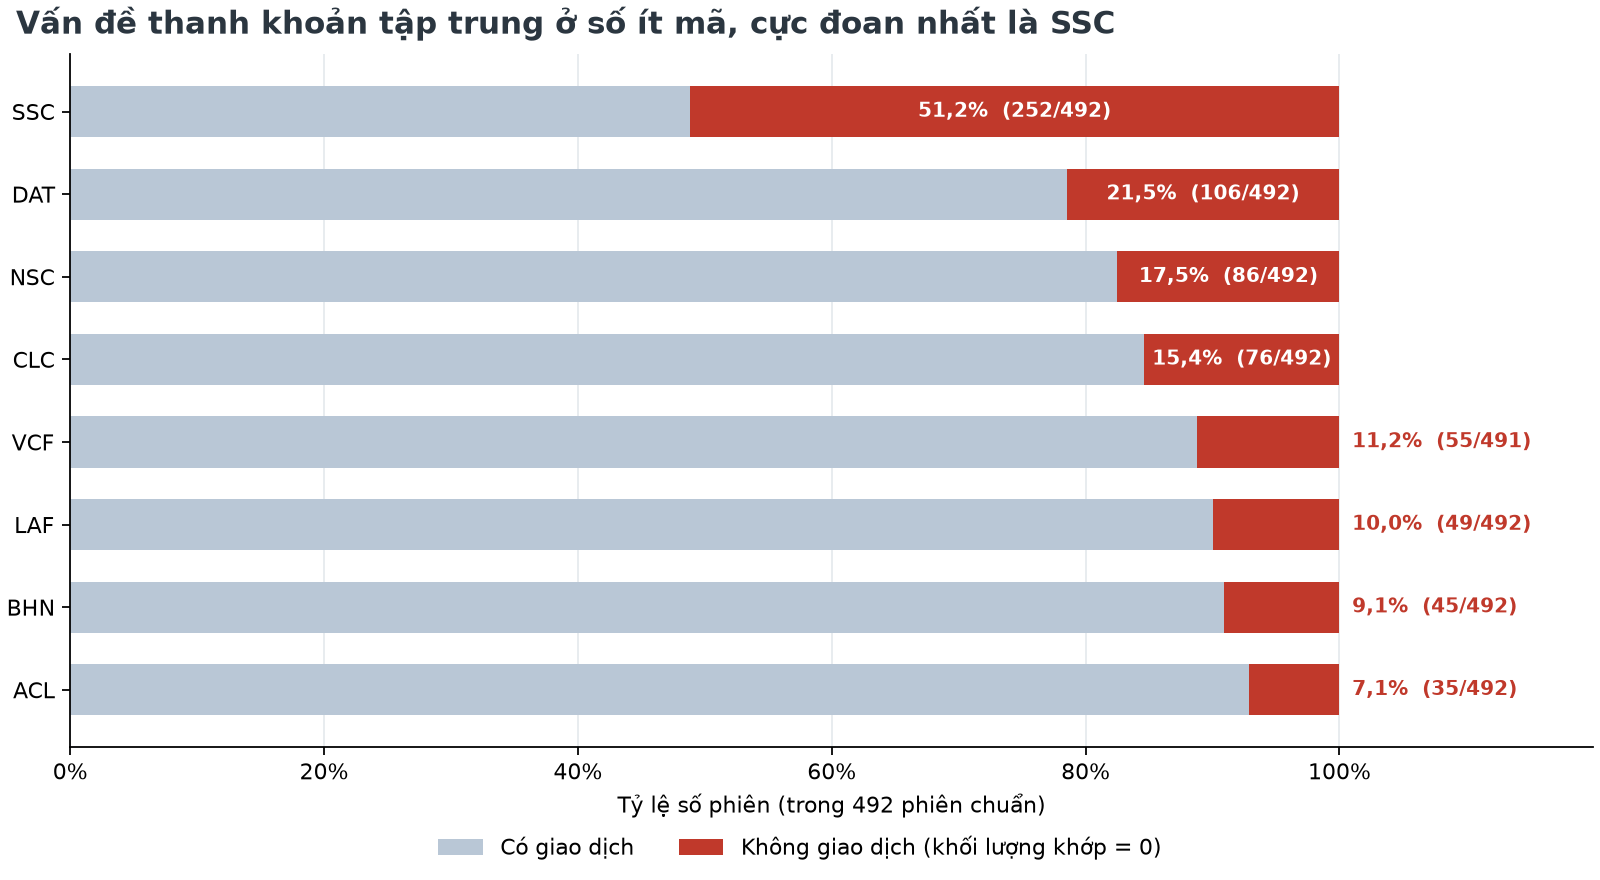 Vấn đề thanh khoản tập trung ở số ít mã, cực đoan nhất là SSC
SSC 51,2% (252/492)
DAT 21,5% (106/492)
NSC 17,5% (86/492)
CLC 15,4% (76/492)
VCF 11,2% (55/491)
LAF 10,0% (49/492)
BHN 9,1% (45/492)
ACL 7,1% (35/492)
0% 20% 40% 60% 80% 100%
Tỷ lệ số phiên (trong 492 phiên chuẩn)
Có giao dịch Không giao dịch (khối lượng khớp = 0)